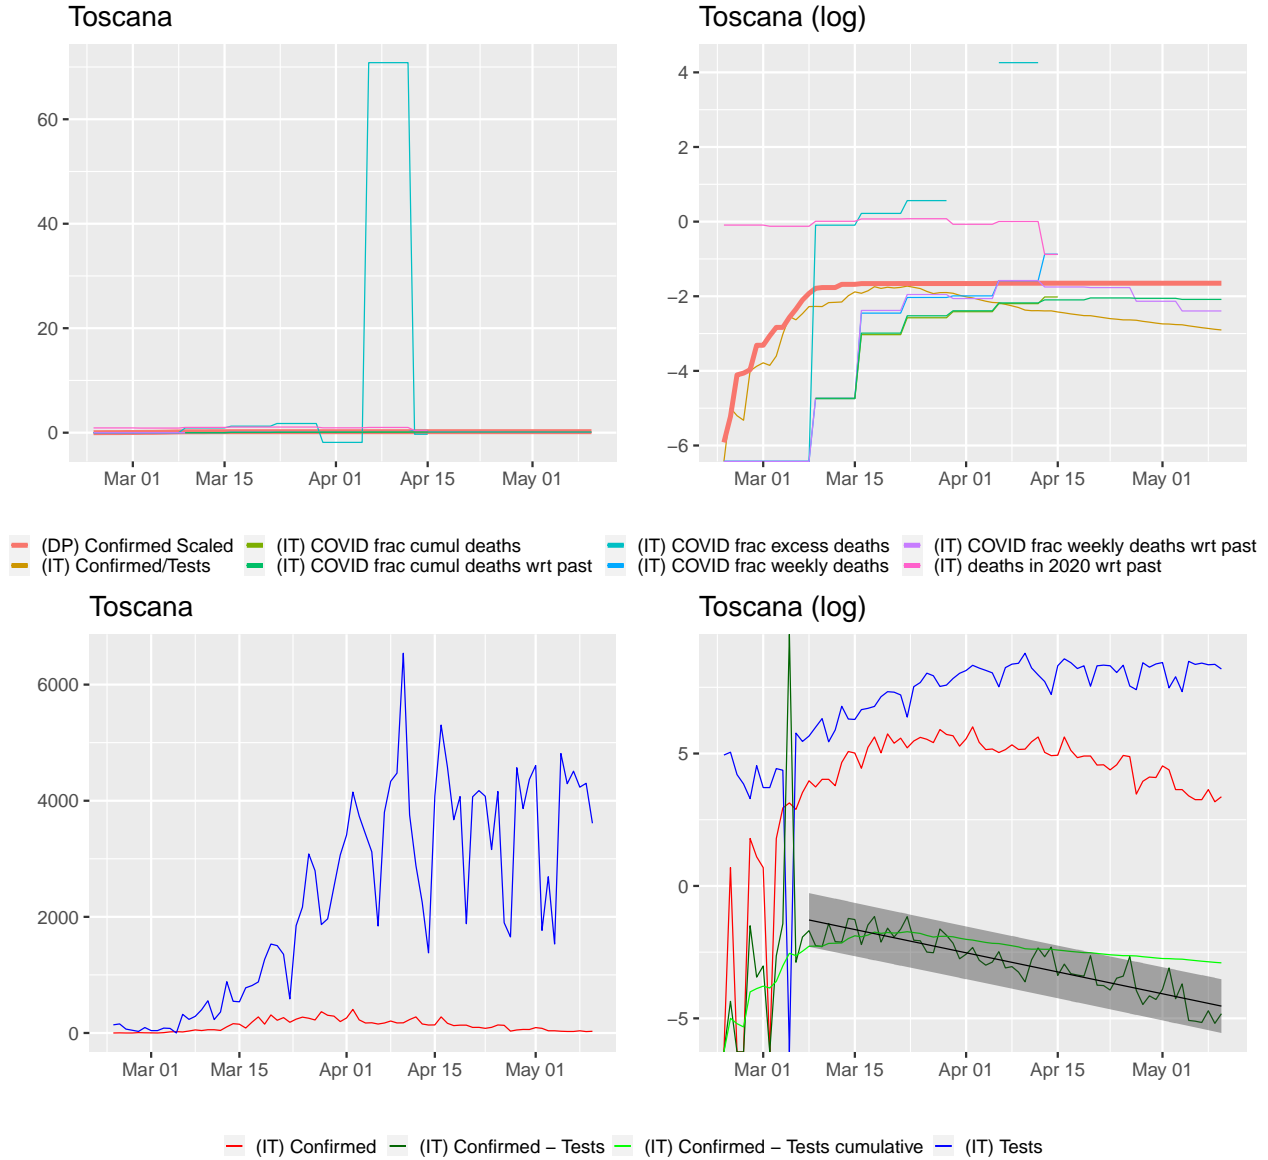 Toscana
Toscana (log)
60
40
20
0
4
2
0
−2
−4
−6
Mar 01 Mar 15 Apr 01 Apr 15 May 01
Mar 01 Mar 15 Apr 01 Apr 15 May 01
(DP) Confirmed Scaled (IT) COVID frac cumul deaths (IT) COVID frac excess deaths (IT) COVID frac weekly deaths wrt past
(IT) Confirmed/Tests (IT) COVID frac cumul deaths wrt past (IT) COVID frac weekly deaths (IT) deaths in 2020 wrt past
Toscana
Toscana (log)
6000
4000
2000
0
5
0
−5
Mar 01 Mar 15 Apr 01 Apr 15 May 01
Mar 01 Mar 15 Apr 01 Apr 15 May 01
(IT) Confirmed (IT) Confirmed − Tests (IT) Confirmed − Tests cumulative (IT) Tests